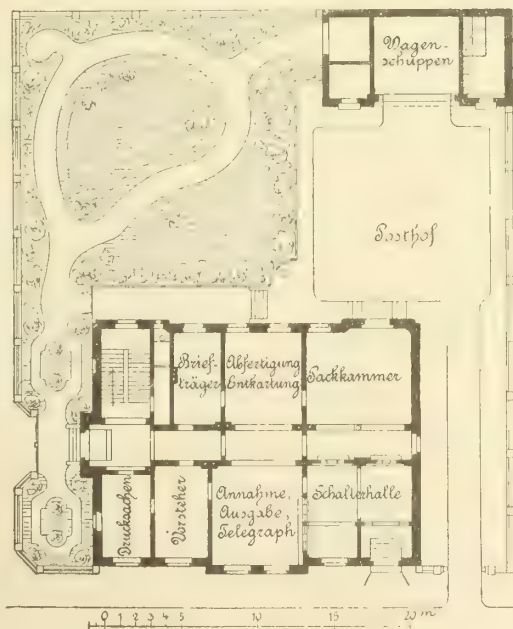 Wagen-
schuppen
Posthof
Brief-
träger
Abfertigung
Entkartung
Packkammer
Drucksachen
Vorsteher
Annahme,
Ausgabe,
Telegraph
Schalterhalle
0 1 2 3 4 5 10 15 20 m